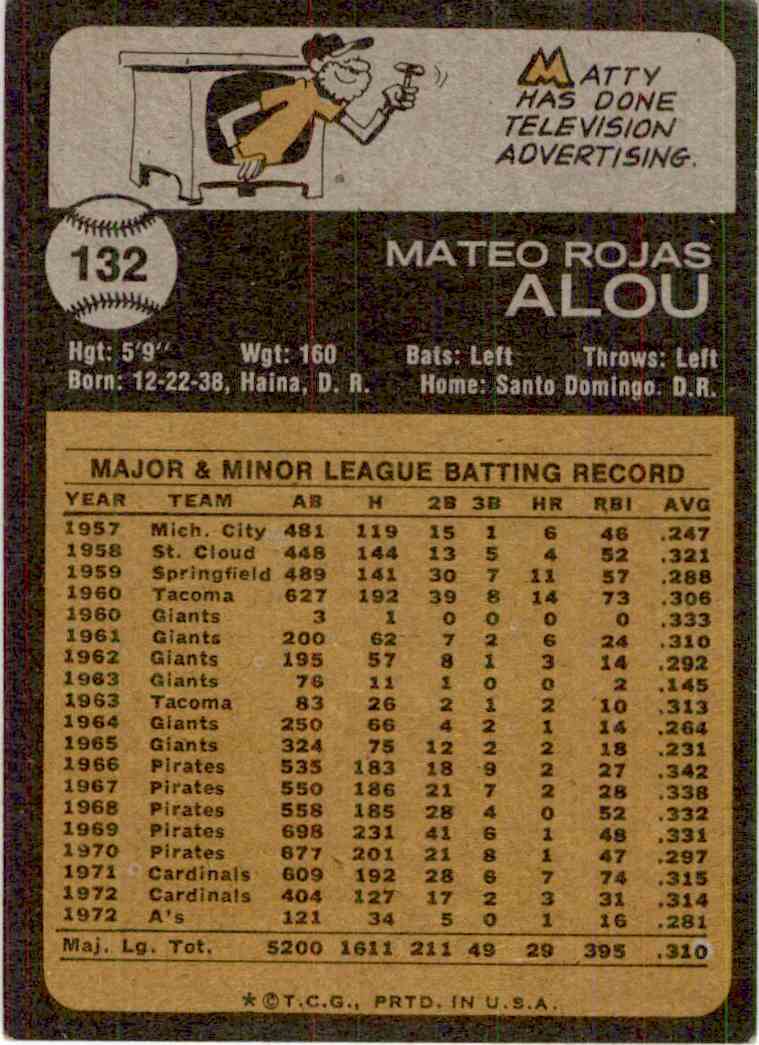 MATTY
HAS DONE
TELEVISION
ADVERTISING.
132
MATEO ROJAS
ALOU
Hgt: 5'9" Wgt: 160 Bats: Left Throws: Left
Born: 12-22-38, Haina, D. R. Home: Santo Domingo. D.R.
MAJOR & MINOR LEAGUE BATTING RECORD
YEAR TEAM AB H 2B 3B HR RBI AVG
1957 Mich. City 481 119 15 1 6 46 .247
1958 St. Cloud 448 144 13 5 4 52 .321
1959 Springfield 489 141 30 7 11 57 .288
1960 Tacoma 627 192 39 8 14 73 .306
1960 Giants 3 1 0 0 0 0 .333
1961 Giants 200 62 7 2 6 24 .310
1962 Giants 195 57 8 1 3 14 .292
1963 Giants 76 11 1 0 0 2 .145
1963 Tacoma 83 26 2 1 2 10 .313
1964 Giants 250 66 4 2 1 14 .264
1965 Giants 324 75 12 2 2 18 .231
1966 Pirates 535 183 18 9 2 27 .342
1967 Pirates 550 186 21 7 2 28 .338
1968 Pirates 558 185 28 4 0 52 .332
1969 Pirates 698 231 41 6 1 48 .331
1970 Pirates 677 201 21 8 1 47 .297
1971 Cardinals 609 192 28 6 7 74 .315
1972 Cardinals 404 127 17 2 3 31 .314
1972 A's 121 34 5 0 1 16 .281
Maj. Lg. Tot. 5200 1611 211 49 29 395 .310
*©T.C.G., PRTD. IN U.S.A.